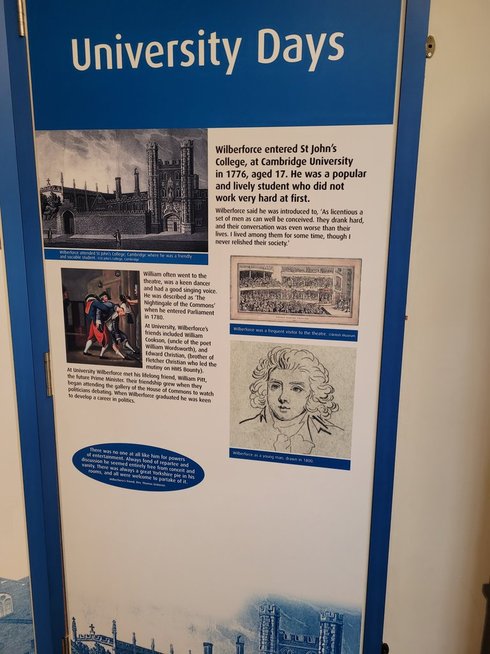 University Days
Wilberforce entered St John's
College, at Cambridge University
in 1776, aged 17. He was a popular
and lively student who did not
work very hard at first.
Wilberforce said he was introduced to, 'As licentious a
set of men as can well be conceived. They drank hard,
and their conversation was even worse than their
lives. I lived among them for some time, though I
never relished their society.'
Wilberforce attended St John's College, Cambridge where he was a friendly
and sociable student. © St John's College, Cambridge
William often went to the
theatre, was a keen dancer
and had a good singing voice.
He was described as 'The
Nightingale of the Commons'
when he entered Parliament
in 1780.
At University, Wilberforce's
friends included William
Cookson, (uncle of the poet
William Wordsworth), and
Edward Christian, (brother of
Fletcher Christian who led the
mutiny on HMS Bounty).
At University Wilberforce met his lifelong friend, William Pitt,
the future Prime Minister. Their friendship grew when they
began attending the gallery of the House of Commons to watch
politicians debating. When Wilberforce graduated he was keen
to develop a career in politics.
Wilberforce was a frequent visitor to the theatre.
Wilberforce as a young man, drawn in 1800.
There was no one at all like him for powers
of entertainment. Always fond of repartee and
discussion he seemed entirely free from conceit and
vanity. There was always a great Yorkshire pie in his
rooms, and all were welcome to partake of it.
Wilberforce's friend, Rev. Thomas